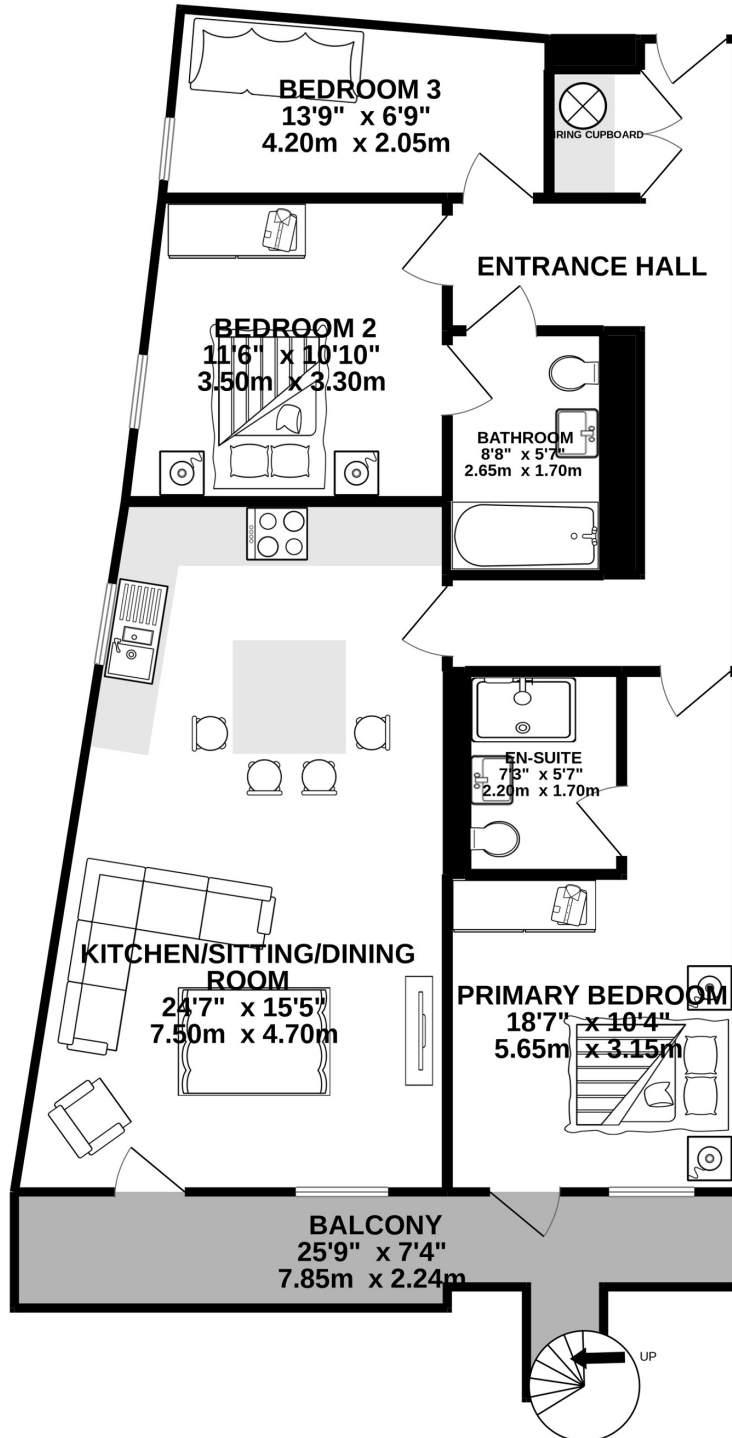 BEDROOM 3
13'9" x 6'9"
4.20m x 2.05m
IRING CUPBOARD
ENTRANCE HALL
BEDROOM 2
11'6" x 10'10"
3.50m x 3.30m
BATHROOM
8'8" x 5'7"
2.65m x 1.70m
EN-SUITE
7'3" x 5'7"
2.20m x 1.70m
KITCHEN/SITTING/DINING
ROOM
24'7" x 15'5"
7.50m x 4.70m
PRIMARY BEDROOM
18'7" x 10'4"
5.65m x 3.15m
BALCONY
25'9" x 7'4"
7.85m x 2.24m
UP